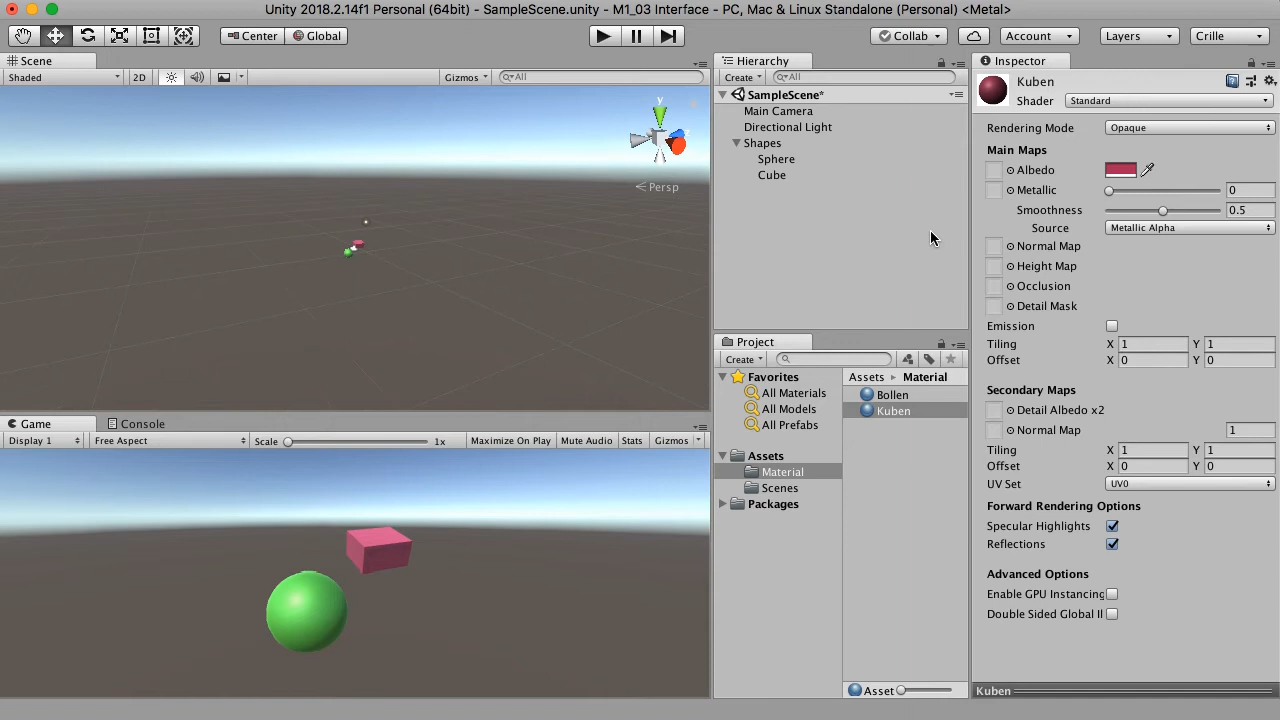 Unity 2018.2.14f1 Personal (64bit) - SampleScene.unity - M1_03 Interface - PC, Mac & Linux Standalone (Personal) <Metal>
Center Global Collab Account Layers Crille
Scene
Shaded 2D Gizmos All
y
Persp
Game Console
Display 1 Free Aspect Scale 1x Maximize On Play Mute Audio Stats Gizmos
Hierarchy
Create All
SampleScene*
Main Camera
Directional Light
Shapes
Sphere
Cube
Project
Create
Favorites
All Materials
All Models
All Prefabs
Assets
Material
Scenes
Packages
Assets Material
Bollen
Kuben
Asset
Inspector
Kuben
Shader Standard
Rendering Mode Opaque
Main Maps
Albedo
Metallic 0
Smoothness 0.5
Source Metallic Alpha
Normal Map
Height Map
Occlusion
Detail Mask
Emission
Tiling X 1 Y 1
Offset X 0 Y 0
Secondary Maps
Detail Albedo x2
Normal Map 1
Tiling X 1 Y 1
Offset X 0 Y 0
UV Set UV0
Forward Rendering Options
Specular Highlights
Reflections
Advanced Options
Enable GPU Instancing
Double Sided Global Il
Kuben